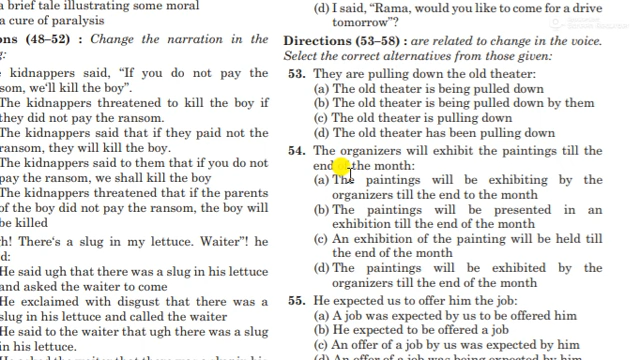 a brief tale illustrating some moral
a cure of paralysis
ons (48–52) : Change the narration in the
g:
kidnappers said, “If you do not pay the
som, we‘ll kill the boy”.
The kidnappers threatened to kill the boy if
they did not pay the ransom.
The kidnappers said that if they paid not the
ransom, they will kill the boy.
The kidnappers said to them that if you do not
pay the ransom, we shall kill the boy
The kidnappers threatened that if the parents
of the boy did not pay the ransom, the boy will
be killed
gh! There‘s a slug in my lettuce. Waiter”! he
d:
He said ugh that there was a slug in his lettuce
and asked the waiter to come
He exclaimed with disgust that there was a
slug in his lettuce and called the waiter
He said to the waiter that ugh there was a slug
in his lettuce.
(d) I said, “Rama, would you like to come for a drive
tomorrow”?
Directions (53–58) : are related to change in the voice.
Select the correct alternatives from those given:
53. They are pulling down the old theater:
(a) The old theater is being pulled down
(b) The old theater is being pulled down by them
(c) The old theater is pulling down
(d) The old theater has been pulling down
54. The organizers will exhibit the paintings till the
end the month:
(a) The paintings will be exhibiting by the
organizers till the end to the month
(b) The paintings will be presented in an
exhibition till the end of the month
(c) An exhibition of the painting will be held till
the end of the month
(d) The paintings will be exhibited by the
organizers till the end of the month
55. He expected us to offer him the job:
(a) A job was expected by us to be offered him
(b) He expected to be offered a job
(c) An offer of a job by us was expected by him
(d) An offer of a job was being expected by him